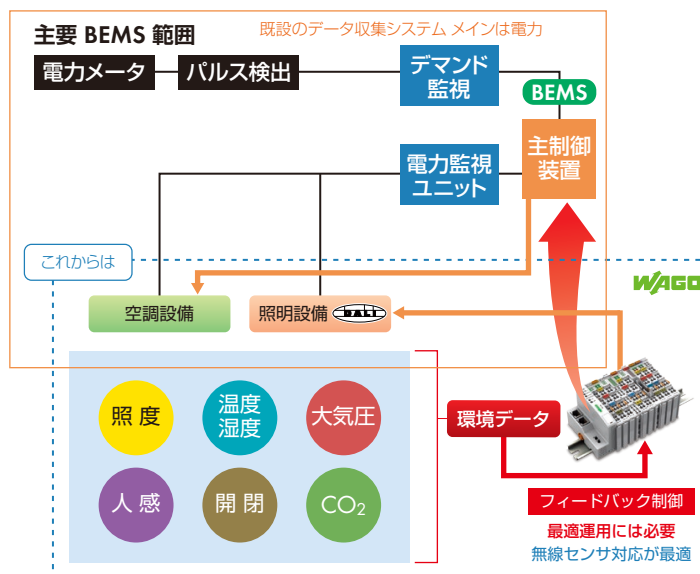 主要 BEMS 範囲
既設のデータ収集システム メインは電力
電力メータ
パルス検出
デマンド
監視
BEMS
主制御
装置
電力監視
ユニット
これからは
WAGO
空調設備
照明設備 DALI
照度
温度
湿度
大気圧
環境データ
人感
開閉
CO₂
フィードバック制御
最適運用には必要
無線センサ対応が最適